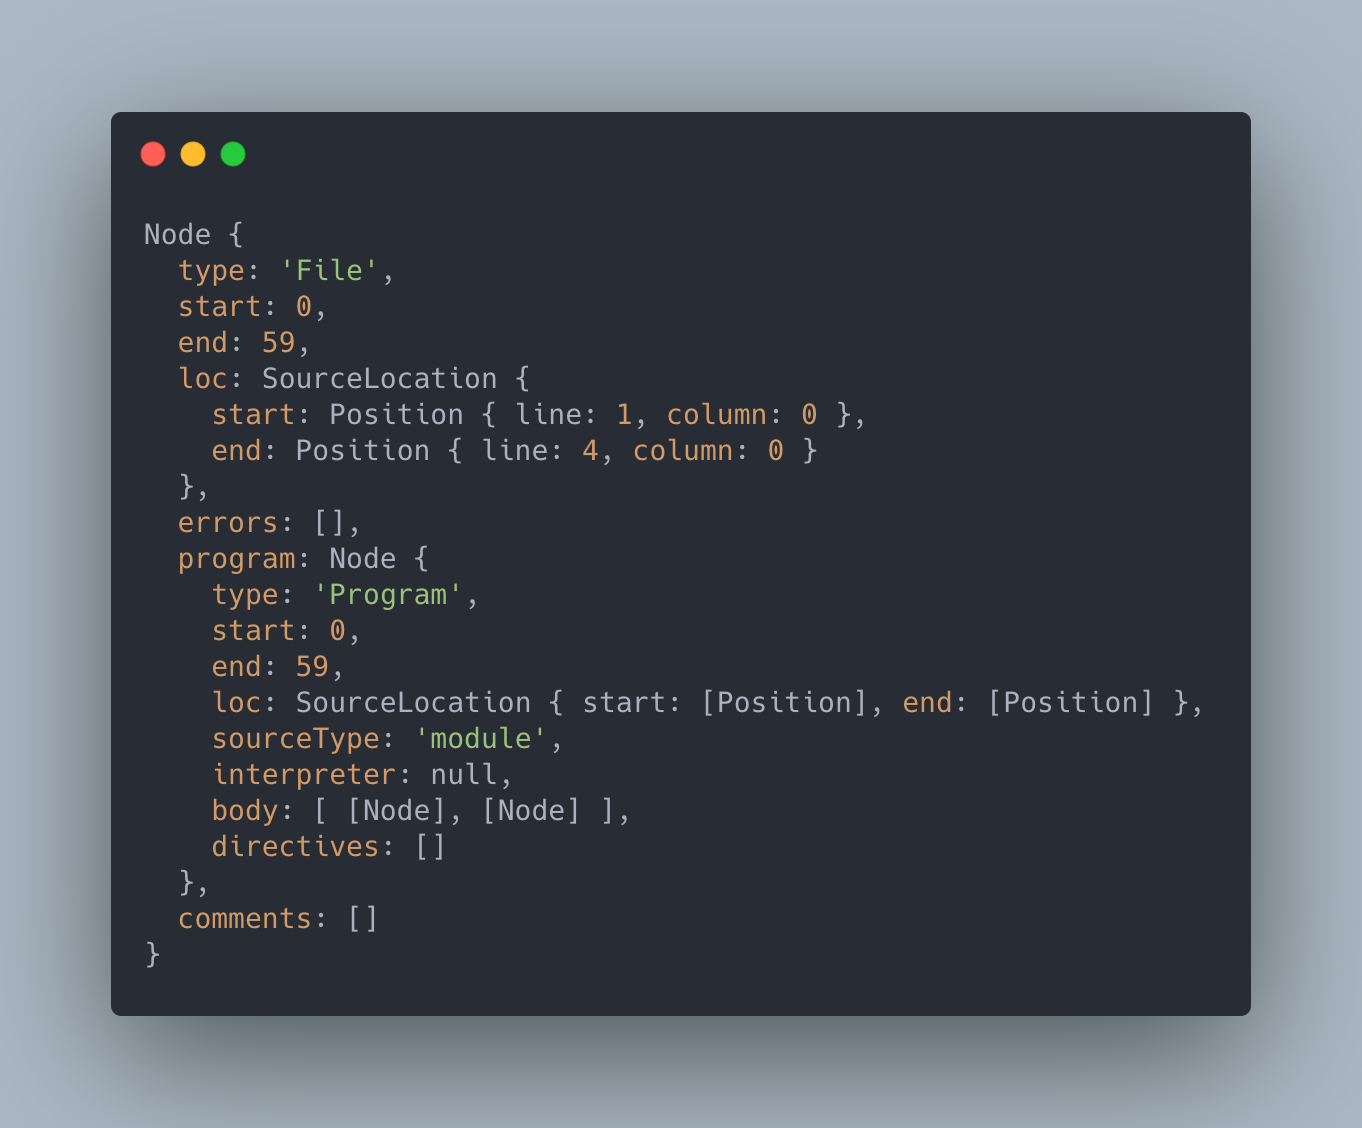 Node {
  type: 'File',
  start: 0,
  end: 59,
  loc: SourceLocation {
    start: Position { line: 1, column: 0 },
    end: Position { line: 4, column: 0 }
  },
  errors: [],
  program: Node {
    type: 'Program',
    start: 0,
    end: 59,
    loc: SourceLocation { start: [Position], end: [Position] },
    sourceType: 'module',
    interpreter: null,
    body: [ [Node], [Node] ],
    directives: []
  },
  comments: []
}